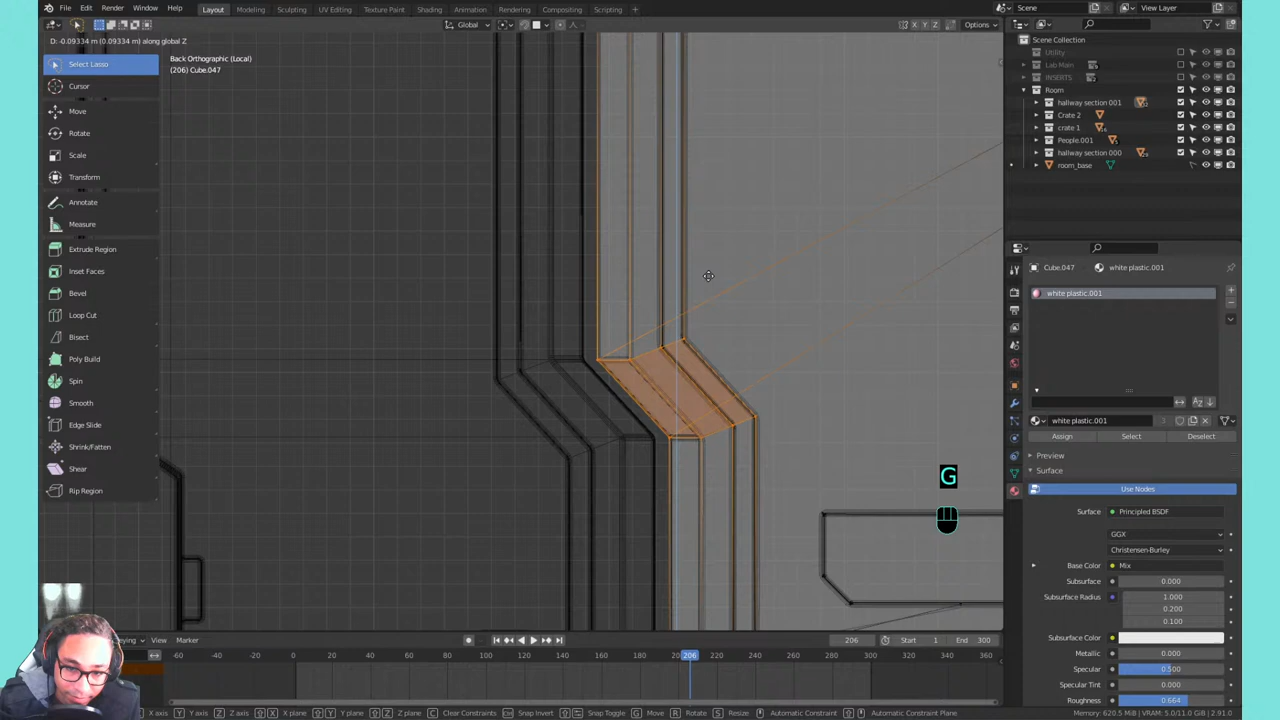 File Edit Render Window Help Layout Modeling Sculpting UV Editing Texture Paint Shading Animation Rendering Compositing Scripting Scene View Layer
Global Options X Y Z
D: -0.09334 m (0.09334 m) along global Z
Back Orthographic (Local)
(206) Cube.047
Select Lasso
Cursor
Move
Rotate
Scale
Transform
Annotate
Measure
Extrude Region
Inset Faces
Bevel
Loop Cut
Bisect
Poly Build
Spin
Smooth
Edge Slide
Shrink/Fatten
Shear
Rip Region
G
Scene Collection
Utility
Lab Main
INSERTS
Room
hallway section 001
Crate 2
crate 1
People.001
hallway section 000
room_base
Cube.047 white plastic.001
white plastic.001
white plastic.001
Assign Select Deselect
Preview
Surface
Use Nodes
Surface Principled BSDF
GGX
Christensen-Burley
Base Color Mix
Subsurface 0.000
Subsurface Radius 1.000
0.200
0.100
Subsurface Color
Metallic 0.000
Specular 0.500
Specular Tint 0.000
Roughness 0.664
View Marker 206 Start 1 End 300
-60 -40 -20 0 20 40 60 80 100 120 140 160 180 206 220 240 260 280 300 320 340 360
X axis Y Y axis Z Z axis X X plane Y Y plane Z Z plane C Clear Constraints Snap Invert Snap Toggle G Move R Rotate S Resize Automatic Constraint Automatic Constraint Plane
Memory: 620.5 MiB | VRAM: 5.0/11.0 GiB | 2.91.0